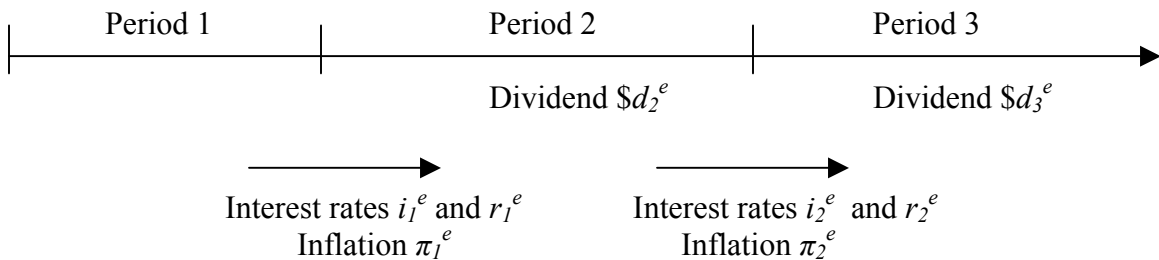 Period 1 Period 2 Period 3
Dividend $d₂ᵉ Dividend $d₃ᵉ
Interest rates i₁ᵉ and r₁ᵉ Interest rates i₂ᵉ and r₂ᵉ
Inflation π₁ᵉ Inflation π₂ᵉ